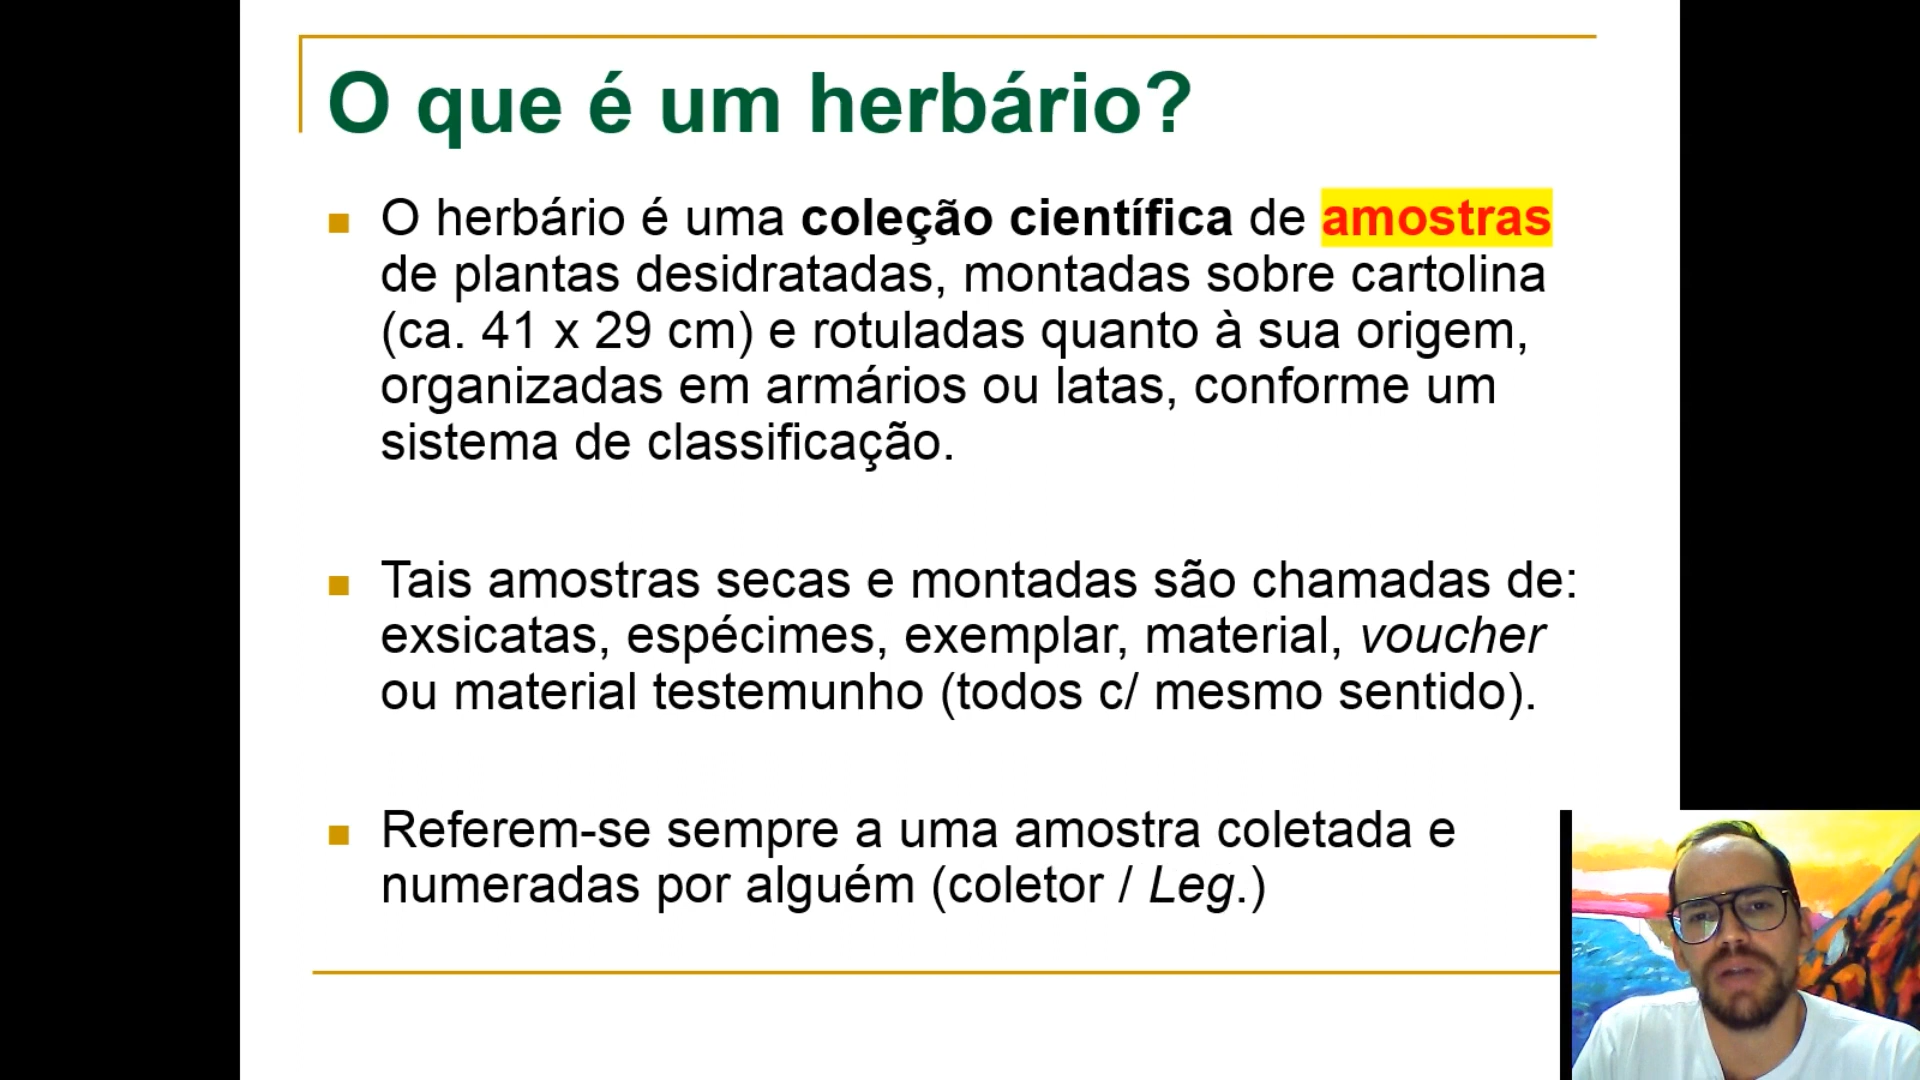 O que é um herbário?
O herbário é uma coleção científica de amostras
de plantas desidratadas, montadas sobre cartolina
(ca. 41 x 29 cm) e rotuladas quanto à sua origem,
organizadas em armários ou latas, conforme um
sistema de classificação.
Tais amostras secas e montadas são chamadas de:
exsicatas, espécimes, exemplar, material, voucher
ou material testemunho (todos c/ mesmo sentido).
Referem-se sempre a uma amostra coletada e
numeradas por alguém (coletor / Leg.)